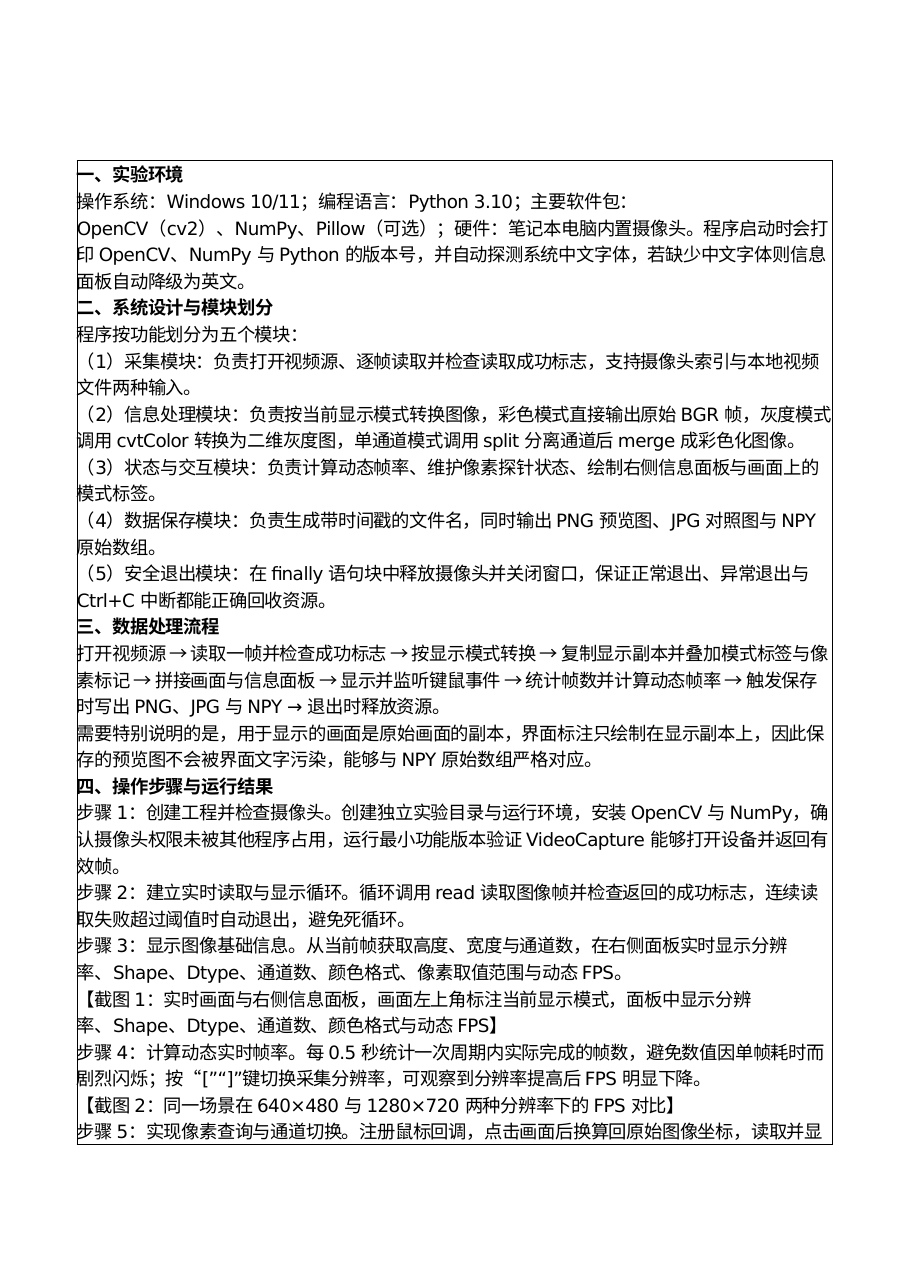 一、实验环境
操作系统：Windows 10/11；编程语言：Python 3.10；主要软件包：
OpenCV（cv2）、NumPy、Pillow（可选）；硬件：笔记本电脑内置摄像头。程序启动时会打
印 OpenCV、NumPy 与 Python 的版本号，并自动探测系统中文字体，若缺少中文字体则信息
面板自动降级为英文。
二、系统设计与模块划分
程序按功能划分为五个模块：
（1）采集模块：负责打开视频源、逐帧读取并检查读取成功标志，支持摄像头索引与本地视频
文件两种输入。
（2）信息处理模块：负责按当前显示模式转换图像，彩色模式直接输出原始 BGR 帧，灰度模式
调用 cvtColor 转换为二维灰度图，单通道模式调用 split 分离通道后 merge 成彩色化图像。
（3）状态与交互模块：负责计算动态帧率、维护像素探针状态、绘制右侧信息面板与画面上的
模式标签。
（4）数据保存模块：负责生成带时间戳的文件名，同时输出 PNG 预览图、JPG 对照图与 NPY
原始数组。
（5）安全退出模块：在 finally 语句块中释放摄像头并关闭窗口，保证正常退出、异常退出与
Ctrl+C 中断都能正确回收资源。
三、数据处理流程
打开视频源 → 读取一帧并检查成功标志 → 按显示模式转换 → 复制显示副本并叠加模式标签与像
素标记 → 拼接画面与信息面板 → 显示并监听键鼠事件 → 统计帧数并计算动态帧率 → 触发保存
时写出 PNG、JPG 与 NPY → 退出时释放资源。
需要特别说明的是，用于显示的画面是原始画面的副本，界面标注只绘制在显示副本上，因此保
存的预览图不会被界面文字污染，能够与 NPY 原始数组严格对应。
四、操作步骤与运行结果
步骤 1：创建工程并检查摄像头。创建独立实验目录与运行环境，安装 OpenCV 与 NumPy，确
认摄像头权限未被其他程序占用，运行最小功能版本验证 VideoCapture 能够打开设备并返回有
效帧。
步骤 2：建立实时读取与显示循环。循环调用 read 读取图像帧并检查返回的成功标志，连续读
取失败超过阈值时自动退出，避免死循环。
步骤 3：显示图像基础信息。从当前帧获取高度、宽度与通道数，在右侧面板实时显示分辨
率、Shape、Dtype、通道数、颜色格式、像素取值范围与动态 FPS。
【截图 1：实时画面与右侧信息面板，画面左上角标注当前显示模式，面板中显示分辨
率、Shape、Dtype、通道数、颜色格式与动态 FPS】
步骤 4：计算动态实时帧率。每 0.5 秒统计一次周期内实际完成的帧数，避免数值因单帧耗时而
剧烈闪烁；按“[”“]”键切换采集分辨率，可观察到分辨率提高后 FPS 明显下降。
【截图 2：同一场景在 640×480 与 1280×720 两种分辨率下的 FPS 对比】
步骤 5：实现像素查询与通道切换。注册鼠标回调，点击画面后换算回原始图像坐标，读取并显